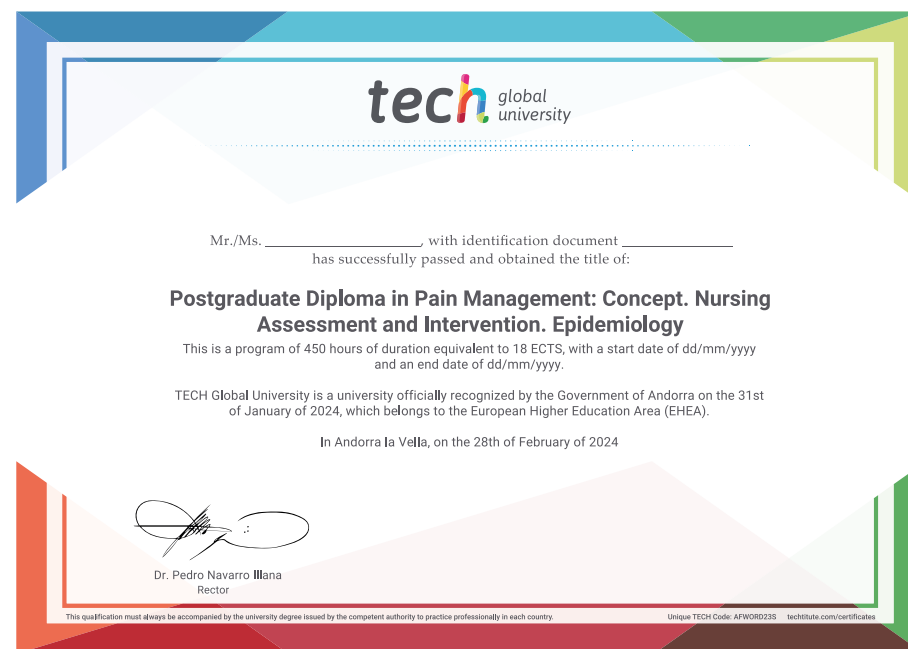 tech global university
Mr./Ms. ____________________, with identification document ______________
has successfully passed and obtained the title of:
Postgraduate Diploma in Pain Management: Concept. Nursing
Assessment and Intervention. Epidemiology
This is a program of 450 hours of duration equivalent to 18 ECTS, with a start date of dd/mm/yyyy
and an end date of dd/mm/yyyy.
TECH Global University is a university officially recognized by the Government of Andorra on the 31st
of January of 2024, which belongs to the European Higher Education Area (EHEA).
In Andorra la Vella, on the 28th of February of 2024
Dr. Pedro Navarro Illana
Rector
This qualification must always be accompanied by the university degree issued by the competent authority to practice professionally in each country.
Unique TECH Code: AFWORD23S techtitute.com/certificates